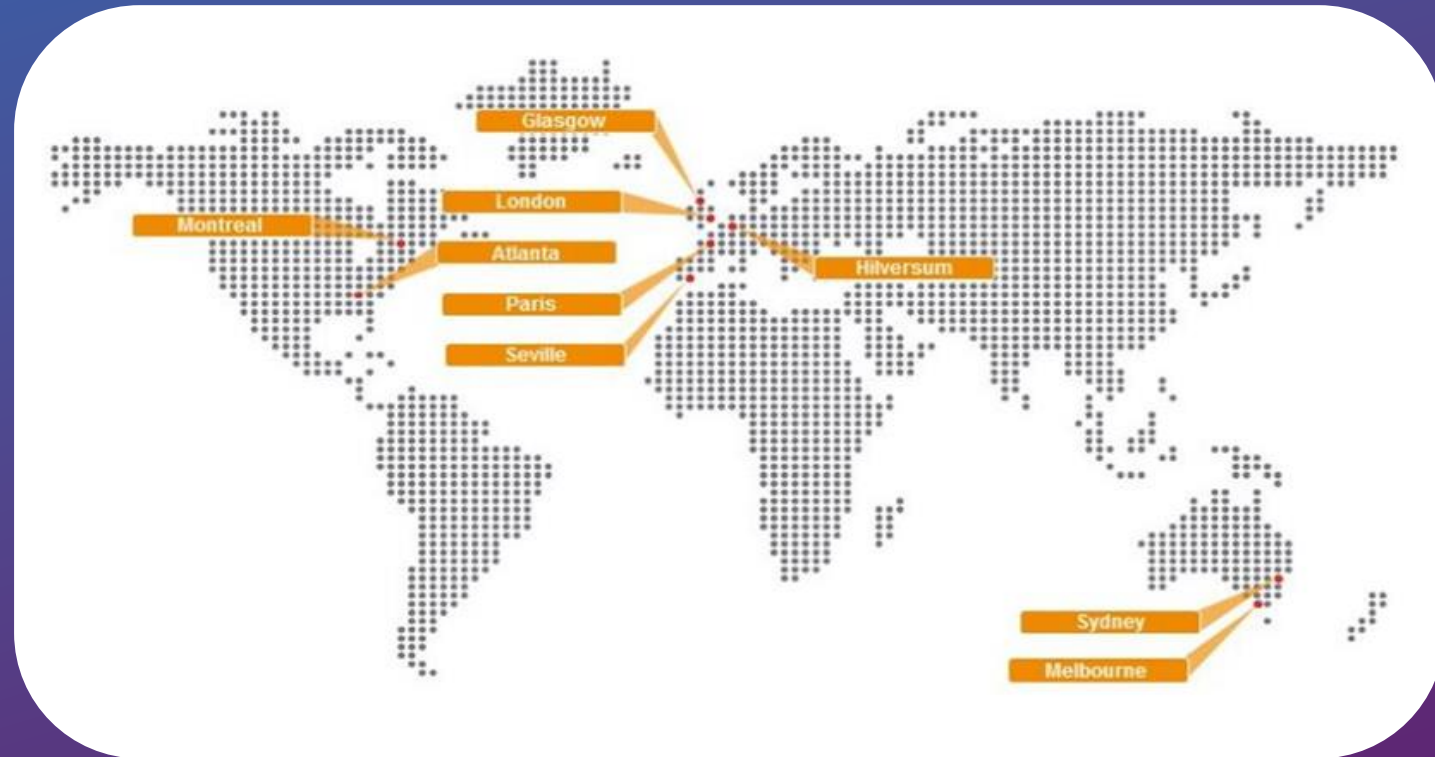 Glasgow
London
Montreal
Atlanta
Hilversum
Paris
Seville
Sydney
Melbourne